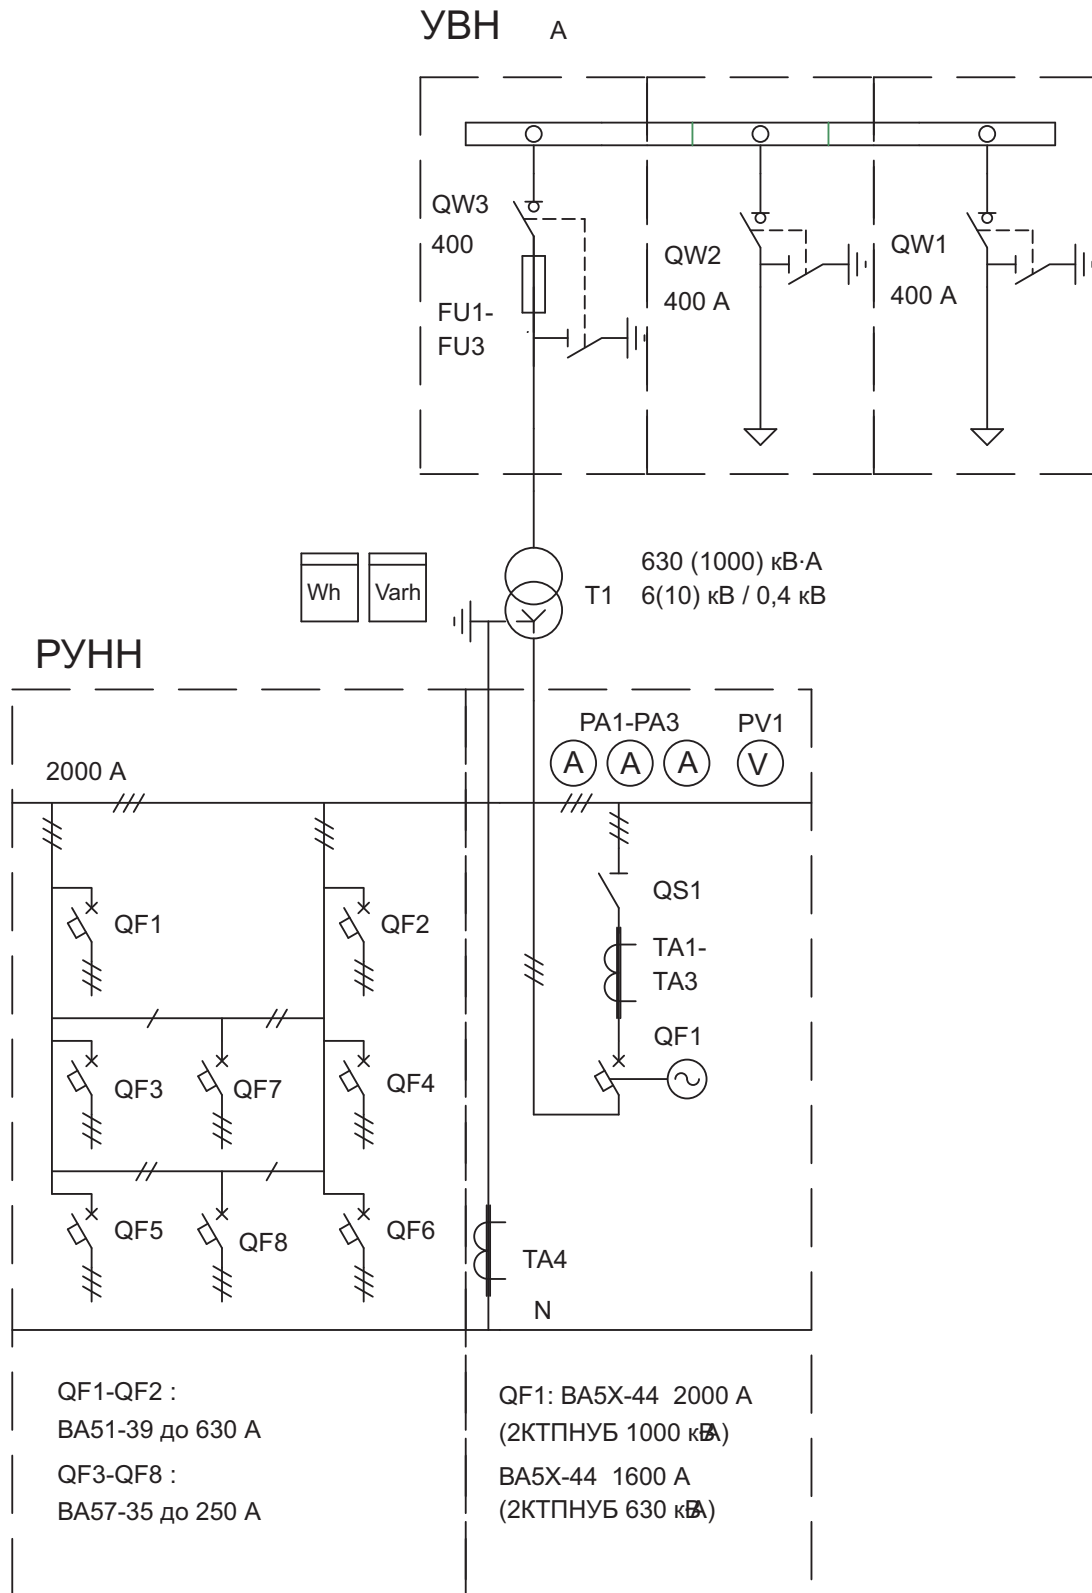 УВН А
QW3
400
FU1-
FU3
QW2
400 А
QW1
400 А
Wh
Varh
T1
630 (1000) кВ·А
6(10) кВ / 0,4 кВ
РУНН
2000 А
PA1-PA3
PV1
A
A
A
V
QF1
QF2
QS1
TA1-
TA3
QF1
QF3
QF7
QF4
QF5
QF8
QF6
TA4
N
QF1-QF2 :
ВА51-39 до 630 А
QF3-QF8 :
ВА57-35 до 250 А
QF1: ВА5Х-44 2000 А
(2КТПНУБ 1000 кВА)
ВА5Х-44 1600 А
(2КТПНУБ 630 кВА)